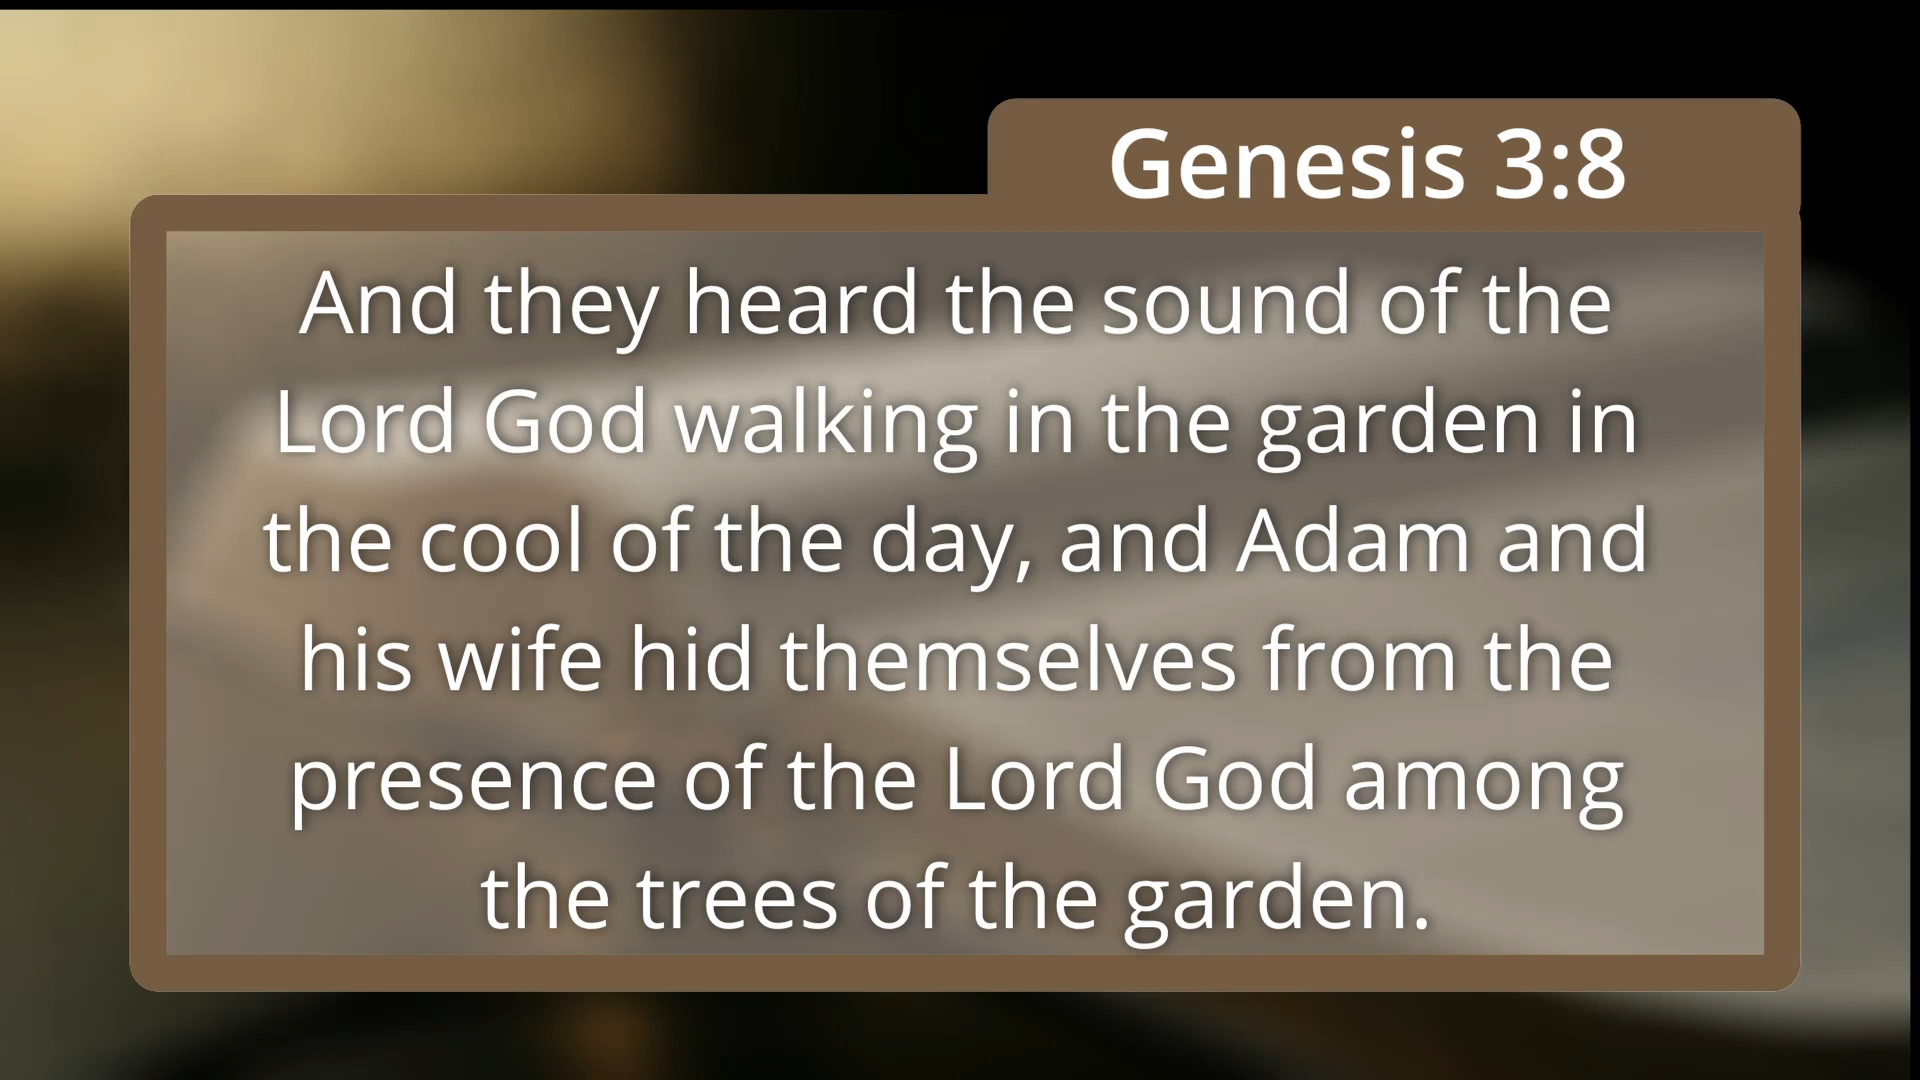 Genesis 3:8
And they heard the sound of the
Lord God walking in the garden in
the cool of the day, and Adam and
his wife hid themselves from the
presence of the Lord God among
the trees of the garden.